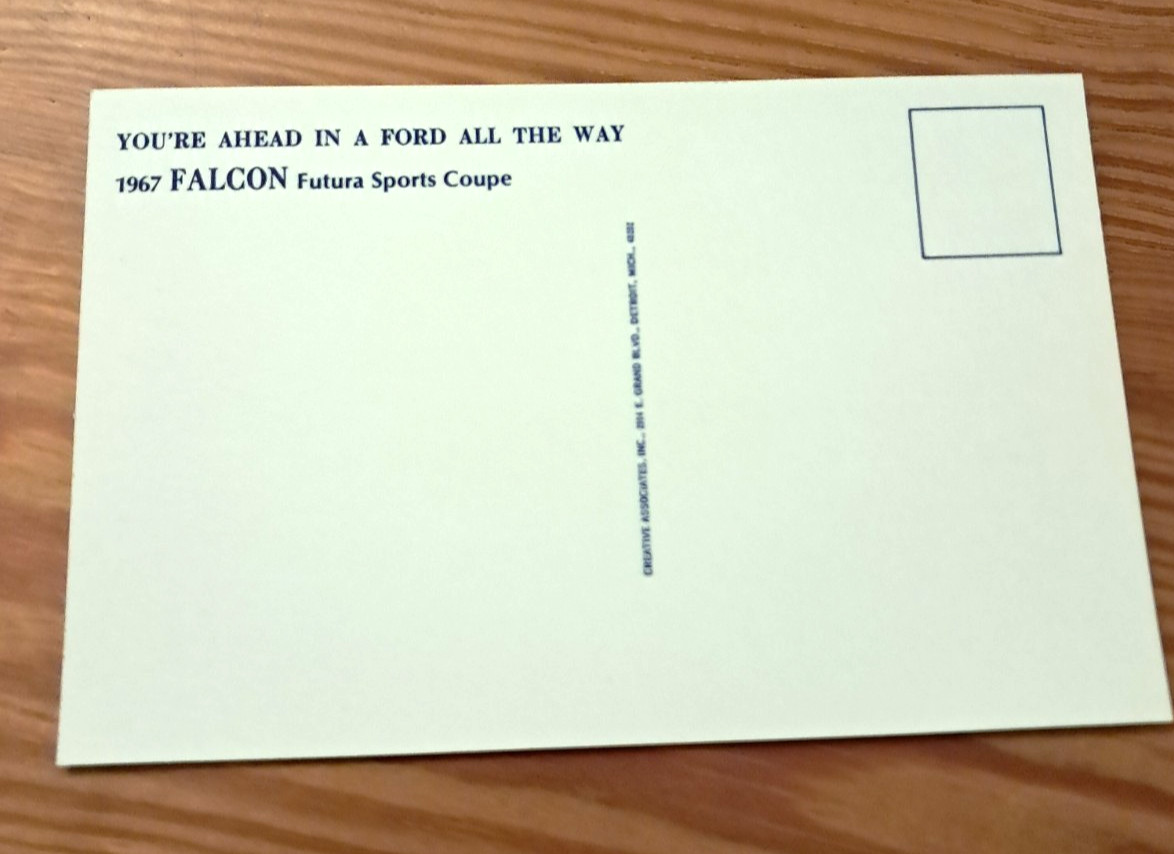 YOU'RE AHEAD IN A FORD ALL THE WAY
1967 FALCON Futura Sports Coupe
CREATIVE ASSOCIATES, INC., E. GRAND BLVD., DETROIT, MICH.,